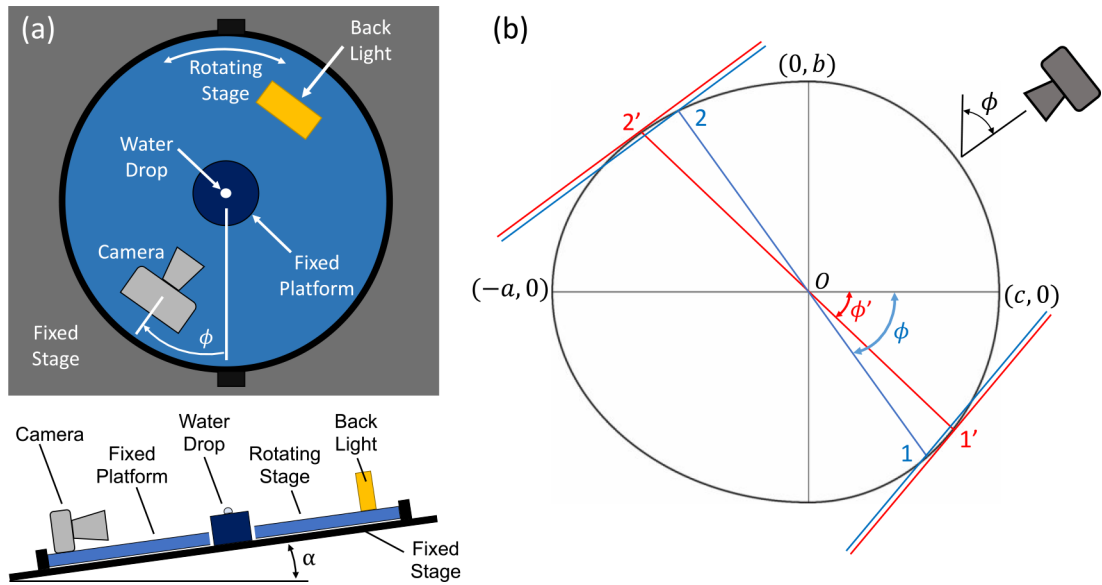 (a)
Back
Light
Rotating
Stage
Water
Drop
Camera
Fixed
Platform
Fixed
Stage
ϕ
Camera
Fixed
Platform
Water
Drop
Rotating
Stage
Back
Light
α
Fixed
Stage
(b)
(0, b)
ϕ
2’
2
(−a, 0)
O
(c, 0)
ϕ’
ϕ
1
1’